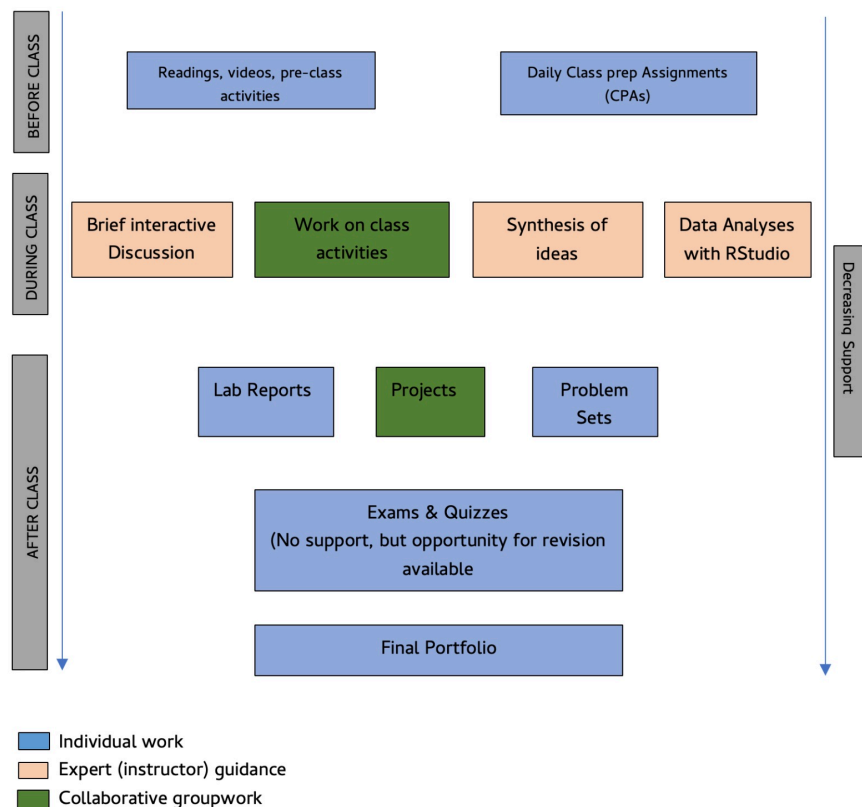 BEFORE CLASS
Readings, videos, pre-class
activities
Daily Class prep Assignments
(CPAs)
DURING CLASS
Brief interactive
Discussion
Work on class
activities
Synthesis of
ideas
Data Analyses
with RStudio
Decreasing Support
AFTER CLASS
Lab Reports
Projects
Problem
Sets
Exams & Quizzes
(No support, but opportunity for revision
available
Final Portfolio
Individual work
Expert (instructor) guidance
Collaborative groupwork